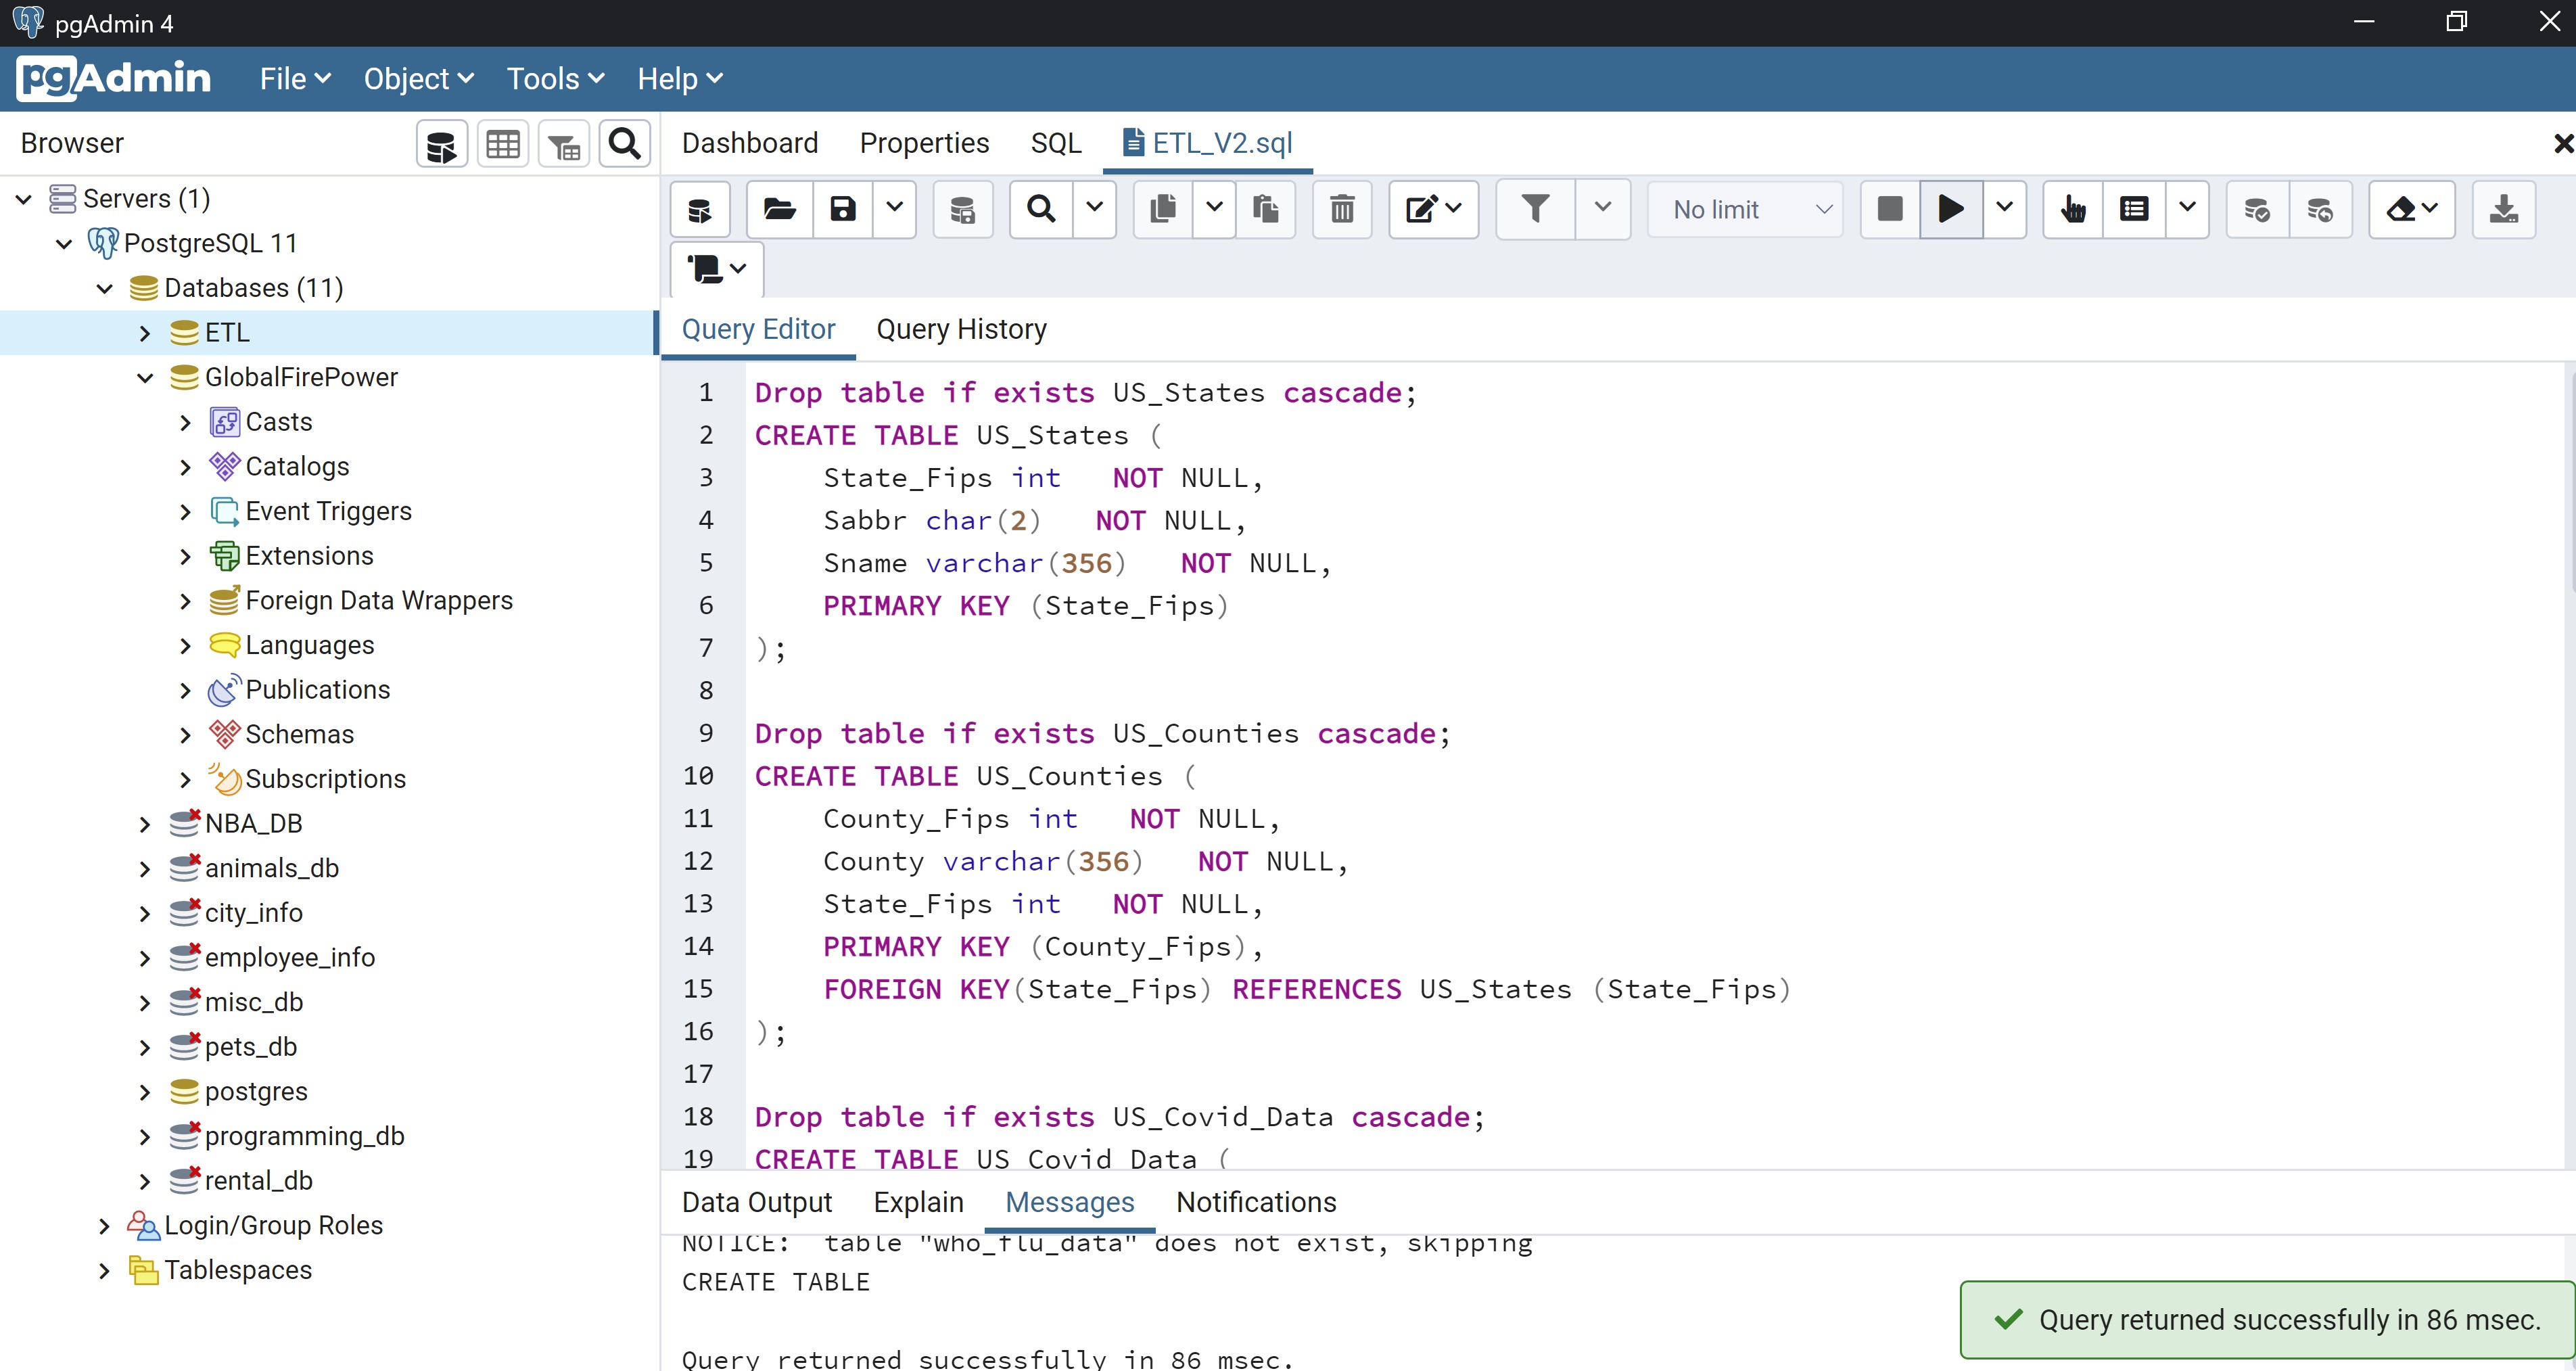 pgAdmin 4
pgAdmin File Object Tools Help
Browser
Servers (1)
PostgreSQL 11
Databases (11)
ETL
GlobalFirePower
Casts
Catalogs
Event Triggers
Extensions
Foreign Data Wrappers
Languages
Publications
Schemas
Subscriptions
NBA_DB
animals_db
city_info
employee_info
misc_db
pets_db
postgres
programming_db
rental_db
Login/Group Roles
Tablespaces
Dashboard Properties SQL ETL_V2.sql
No limit
Query Editor Query History
1 Drop table if exists US_States cascade;
2 CREATE TABLE US_States (
3 State_Fips int   NOT NULL,
4 Sabbr char(2)   NOT NULL,
5 Sname varchar(356)   NOT NULL,
6 PRIMARY KEY (State_Fips)
7 );
8
9 Drop table if exists US_Counties cascade;
10 CREATE TABLE US_Counties (
11 County_Fips int   NOT NULL,
12 County varchar(356)   NOT NULL,
13 State_Fips int   NOT NULL,
14 PRIMARY KEY (County_Fips),
15 FOREIGN KEY(State_Fips) REFERENCES US_States (State_Fips)
16 );
17
18 Drop table if exists US_Covid_Data cascade;
19 CREATE TABLE US_Covid_Data (
Data Output Explain Messages Notifications
NOTICE:  table "who_flu_data" does not exist, skipping
CREATE TABLE
Query returned successfully in 86 msec.
Query returned successfully in 86 msec.